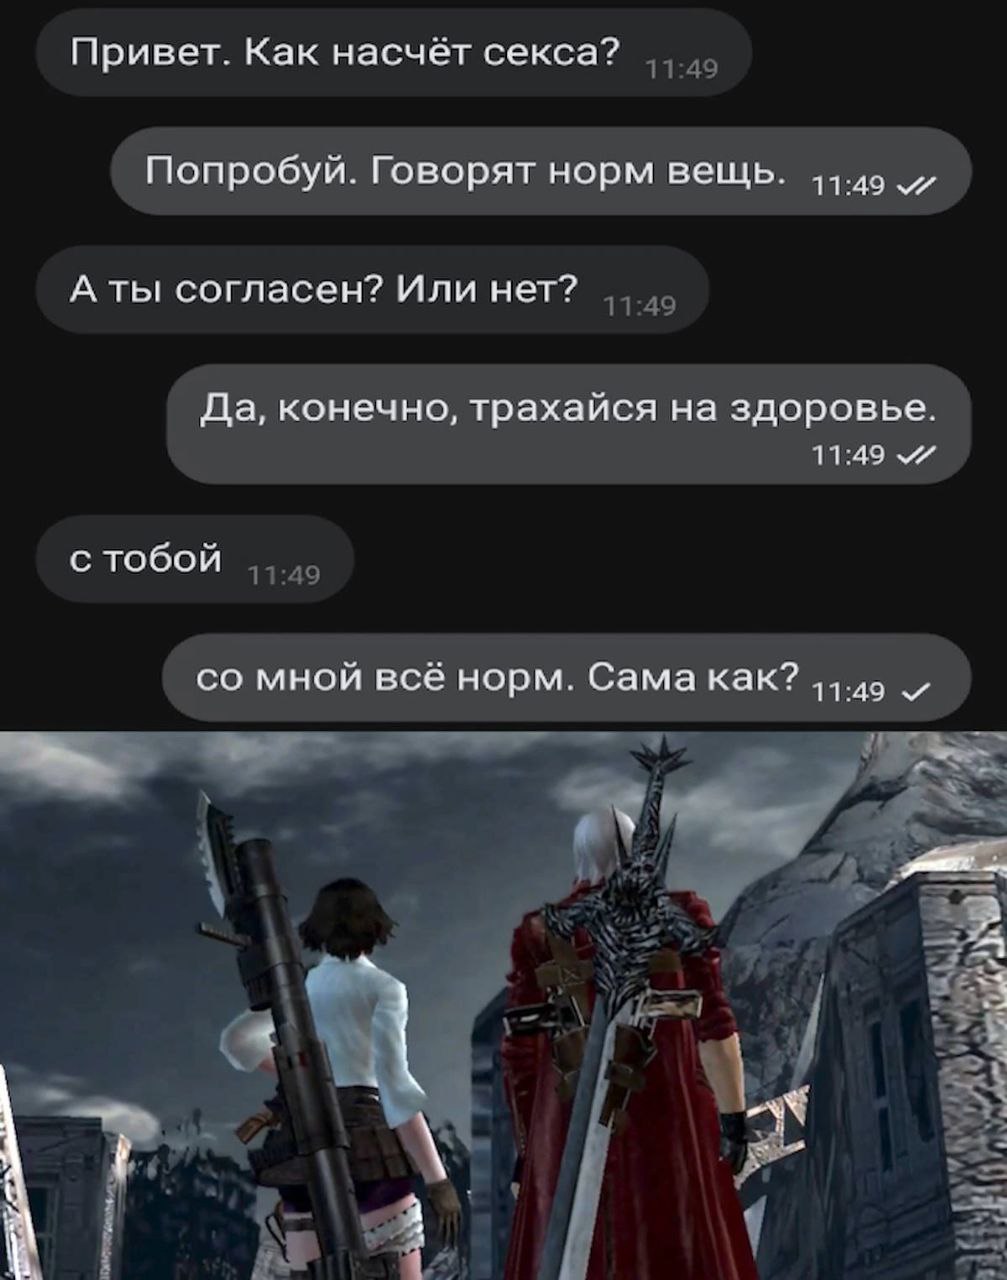 Привет. Как насчёт секса? 11:49
Попробуй. Говорят норм вещь. 11:49
А ты согласен? Или нет? 11:49
Да, конечно, трахайся на здоровье.
11:49
с тобой 11:49
со мной всё норм. Сама как? 11:49